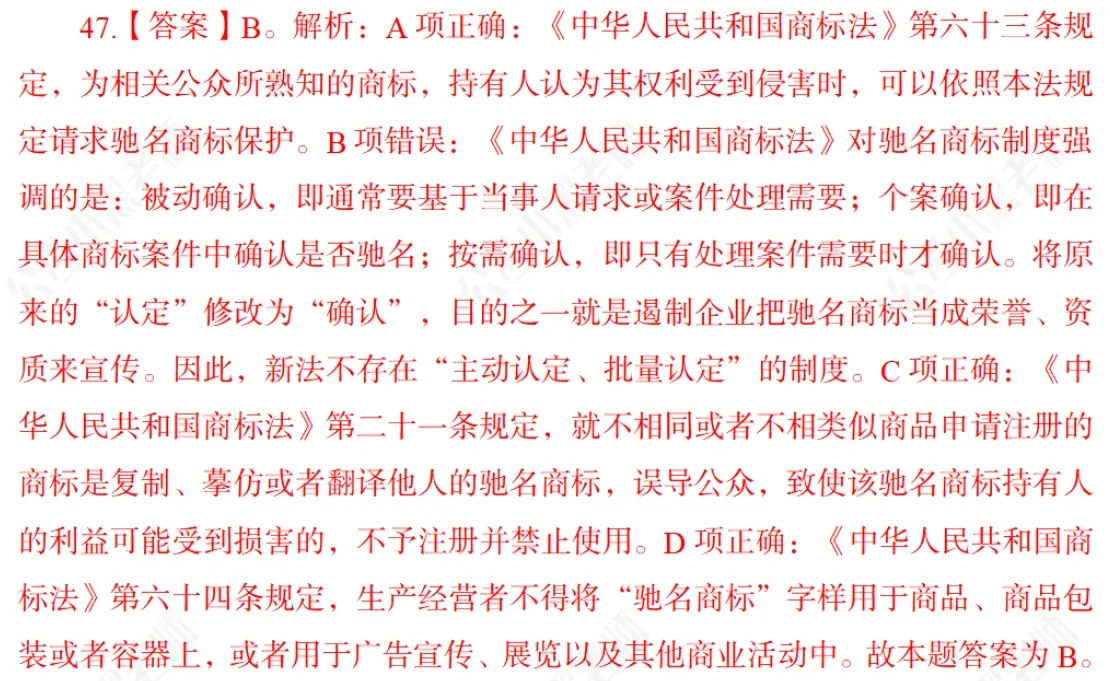 47.【答案】B。解析：A 项正确：《中华人民共和国商标法》第六十三条规
定，为相关公众所熟知的商标，持有人认为其权利受到侵害时，可以依照本法规
定请求驰名商标保护。B 项错误：《中华人民共和国商标法》对驰名商标制度强
调的是：被动确认，即通常要基于当事人请求或案件处理需要；个案确认，即在
具体商标案件中确认是否驰名；按需确认，即只有处理案件需要时才确认。将原
来的“认定”修改为“确认”，目的之一就是遏制企业把驰名商标当成荣誉、资
质来宣传。因此，新法不存在“主动认定、批量认定”的制度。C 项正确：《中
华人民共和国商标法》第二十一条规定，就不相同或者不相类似商品申请注册的
商标是复制、摹仿或者翻译他人的驰名商标，误导公众，致使该驰名商标持有人
的利益可能受到损害的，不予注册并禁止使用。D 项正确：《中华人民共和国商
标法》第六十四条规定，生产经营者不得将“驰名商标”字样用于商品、商品包
装或者容器上，或者用于广告宣传、展览以及其他商业活动中。故本题答案为 B。